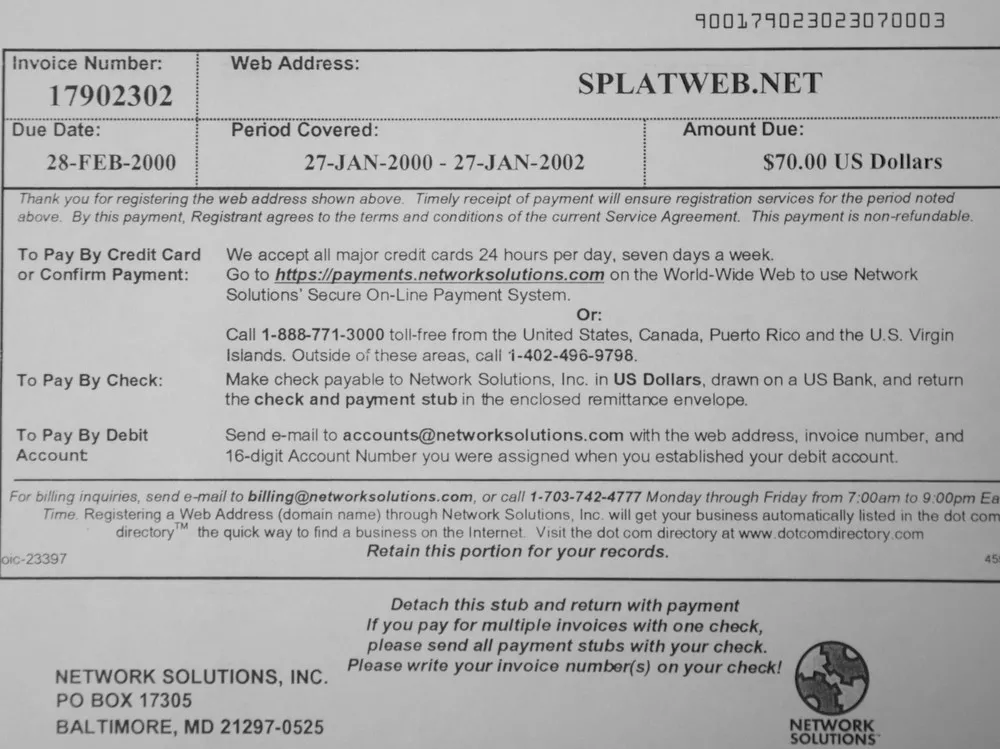 900179023023070003
Invoice Number:
17902302
Web Address:
SPLATWEB.NET
Due Date:
28-FEB-2000
Period Covered:
27-JAN-2000 - 27-JAN-2002
Amount Due:
$70.00 US Dollars
Thank you for registering the web address shown above. Timely receipt of payment will ensure registration services for the period noted
above. By this payment, Registrant agrees to the terms and conditions of the current Service Agreement. This payment is non-refundable.
To Pay By Credit Card
or Confirm Payment:
We accept all major credit cards 24 hours per day, seven days a week.
Go to https://payments.networksolutions.com on the World-Wide Web to use Network
Solutions' Secure On-Line Payment System.
Or:
Call 1-888-771-3000 toll-free from the United States, Canada, Puerto Rico and the U.S. Virgin
Islands. Outside of these areas, call 1-402-496-9798.
To Pay By Check:
Make check payable to Network Solutions, Inc. in US Dollars, drawn on a US Bank, and return
the check and payment stub in the enclosed remittance envelope.
To Pay By Debit
Account
Send e-mail to accounts@networksolutions.com with the web address, invoice number, and
16-digit Account Number you were assigned when you established your debit account.
For billing inquiries, send e-mail to billing@networksolutions.com, or call 1-703-742-4777 Monday through Friday from 7:00am to 9:00pm Ea
Time. Registering a Web Address (domain name) through Network Solutions, Inc. will get your business automatically listed in the dot com
directory™ the quick way to find a business on the Internet. Visit the dot com directory at www.dotcomdirectory.com
Retain this portion for your records.
oic-23397
Detach this stub and return with payment
If you pay for multiple invoices with one check,
please send all payment stubs with your check.
Please write your invoice number(s) on your check!
NETWORK SOLUTIONS, INC.
PO BOX 17305
BALTIMORE, MD 21297-0525
NETWORK
SOLUTIONS